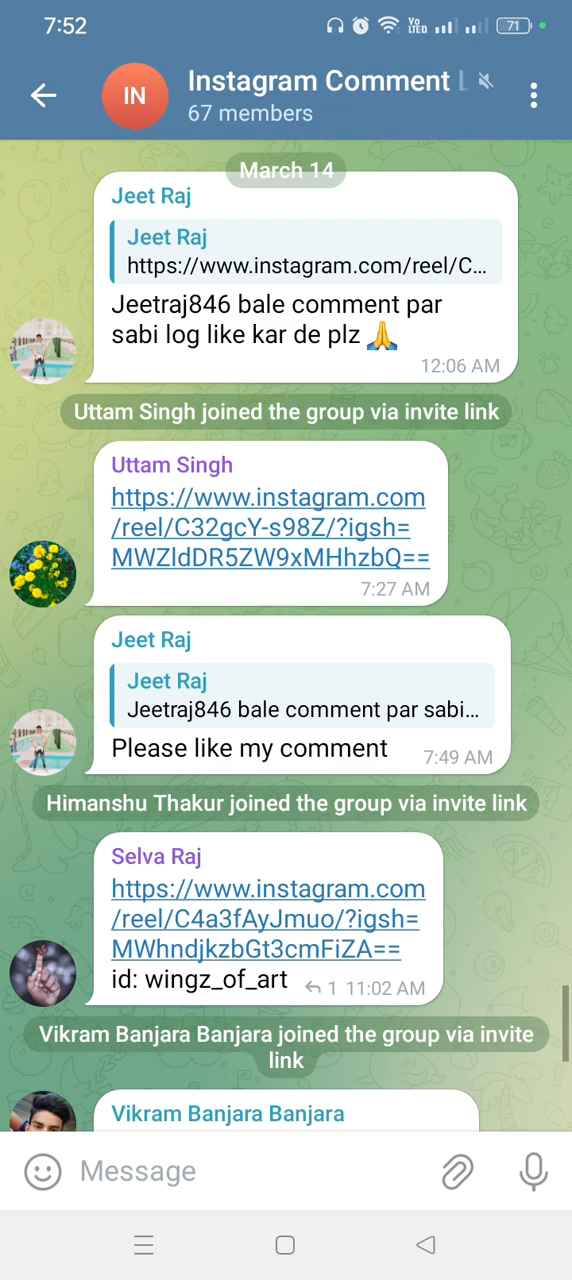 7:52
Vo
LTED
71
IN
Instagram Comment
67 members
March 14
Jeet Raj
Jeet Raj
https://www.instagram.com/reel/C...
Jeetraj846 bale comment par
sabi log like kar de plz 🙏
12:06 AM
Uttam Singh joined the group via invite link
Uttam Singh
https://www.instagram.com
/reel/C32gcY-s98Z/?igsh=
MWZldDR5ZW9xMHhzbQ==
7:27 AM
Jeet Raj
Jeet Raj
Jeetraj846 bale comment par sabi...
Please like my comment
7:49 AM
Himanshu Thakur joined the group via invite link
Selva Raj
https://www.instagram.com
/reel/C4a3fAyJmuo/?igsh=
MWhndjkzbGt3cmFiZA==
id: wingz_of_art
1 11:02 AM
Vikram Banjara Banjara joined the group via invite
link
Vikram Banjara Banjara
Message